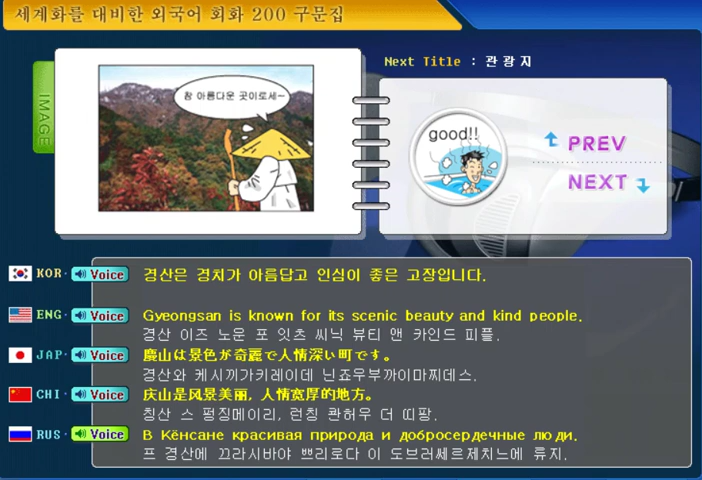 세계화를 대비한 외국어 회화 200 구문집
Next Title : 관 광 지
IMAGE
참 아름다운 곳이로세~
good!!
PREV
NEXT
KOR · Voice 경산은 경치가 아름답고 인심이 좋은 고장입니다.
ENG · Voice Gyeongsan is known for its scenic beauty and kind people.
경산 이즈 노운 포 잇츠 씨닉 뷰티 앤 카인드 피플.
JAP · Voice 慶山は景色が奇麗で人情深い町です。
경산와 케시끼가키레이데 닌죠우부까이마찌데스.
CHI · Voice 庆山是风景美丽, 人情宽厚的地方。
칭산 스 펑징메이리, 런칭 콴허우 더 띠팡.
RUS · Voice В Кёнсане красивая природа и добросердечные люди.
프 경산에 끄라시바야 쁘리로다 이 도브러쎄르제치느에 류지.